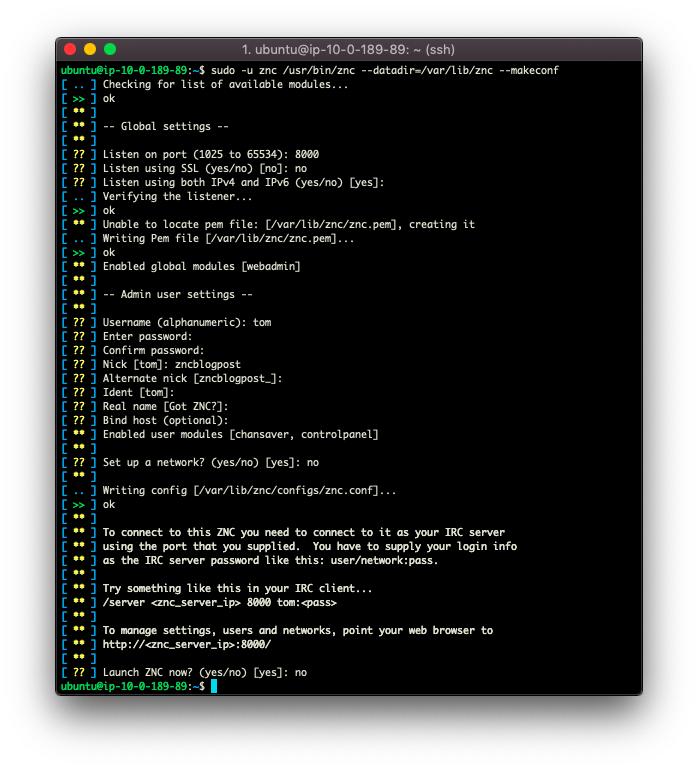 1. ubuntu@ip-10-0-189-89: ~ (ssh)
ubuntu@ip-10-0-189-89:~$ sudo -u znc /usr/bin/znc --datadir=/var/lib/znc --makeconf
[ .. ] Checking for list of available modules...
[ >> ] ok
[ ** ]
[ ** ] -- Global settings --
[ ** ]
[ ?? ] Listen on port (1025 to 65534): 8000
[ ?? ] Listen using SSL (yes/no) [no]: no
[ ?? ] Listen using both IPv4 and IPv6 (yes/no) [yes]:
[ .. ] Verifying the listener...
[ >> ] ok
[ ** ] Unable to locate pem file: [/var/lib/znc/znc.pem], creating it
[ .. ] Writing Pem file [/var/lib/znc/znc.pem]...
[ >> ] ok
[ ** ] Enabled global modules [webadmin]
[ ** ]
[ ** ] -- Admin user settings --
[ ** ]
[ ?? ] Username (alphanumeric): tom
[ ?? ] Enter password:
[ ?? ] Confirm password:
[ ?? ] Nick [tom]: zncblogpost
[ ?? ] Alternate nick [zncblogpost_]:
[ ?? ] Ident [tom]:
[ ?? ] Real name [Got ZNC?]:
[ ?? ] Bind host (optional):
[ ** ] Enabled user modules [chansaver, controlpanel]
[ ** ]
[ ?? ] Set up a network? (yes/no) [yes]: no
[ ** ]
[ .. ] Writing config [/var/lib/znc/configs/znc.conf]...
[ >> ] ok
[ ** ]
[ ** ] To connect to this ZNC you need to connect to it as your IRC server
[ ** ] using the port that you supplied.  You have to supply your login info
[ ** ] as the IRC server password like this: user/network:pass.
[ ** ]
[ ** ] Try something like this in your IRC client...
[ ** ] /server <znc_server_ip> 8000 tom:<pass>
[ ** ]
[ ** ] To manage settings, users and networks, point your web browser to
[ ** ] http://<znc_server_ip>:8000/
[ ** ]
[ ?? ] Launch ZNC now? (yes/no) [yes]: no
ubuntu@ip-10-0-189-89:~$